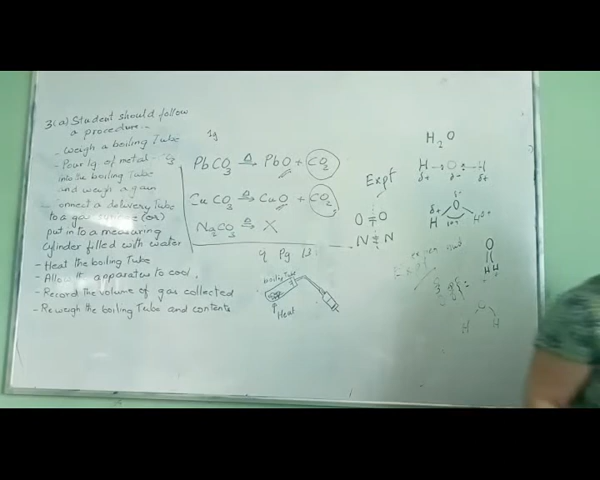 3(a) Student should follow
a procedure -
- Weigh a boiling Tube
- Pour 1g of metal
into the boiling Tube
and weigh again
- Connect a delivery Tube
to a gas syringe (or)
put into a measuring
cylinder filled with water
- Heat the boiling Tube
- Allow apparatus to cool.
- Record the volume of gas collected
- Reweigh the boiling Tube and contents
1g
PbCO3 Δ→ PbO + CO2
CuCO3 Δ→ CuO + CO2
Na2CO3 Δ→ X
boiling Tube
Heat
Expt
O = O
N ≡ N
H2O
H → O ← H
δ+ δ- δ+
δ-
δ+ O
H H δ+
O
H H
H H